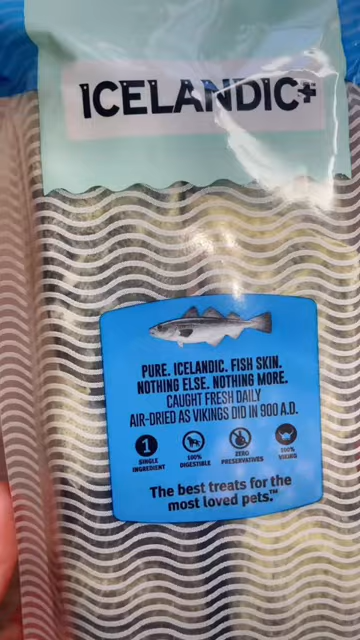 ICELANDIC+
PURE. ICELANDIC. FISH SKIN.
NOTHING ELSE. NOTHING MORE.
CAUGHT FRESH DAILY
AIR-DRIED AS VIKINGS DID IN 900 A.D.
1
SINGLE
INGREDIENT
100%
DIGESTIBLE
ZERO
PRESERVATIVES
110%
VIKING
The best treats for the
most loved pets.™